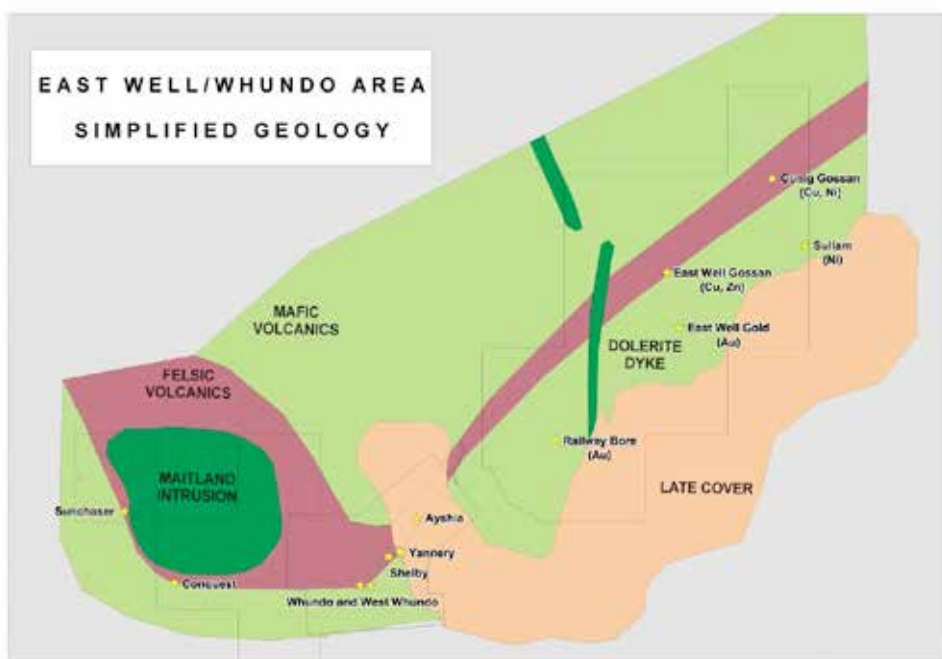 EAST WELL/WHUNDO AREA
SIMPLIFIED GEOLOGY
Gossan
(Cu, Ni)
Sullam
(Ni)
East Well Gossan
(Cu, Zn)
MAFIC
VOLCANICS
East Well Gold
(Au)
DOLERITE
DYKE
FELSIC
VOLCANICS
Railway Bore
(Au)
MAITLAND
INTRUSION
LATE COVER
Sunchaser
Ayshia
Yannery
Shelby
Conquest
Whundo and West Whundo